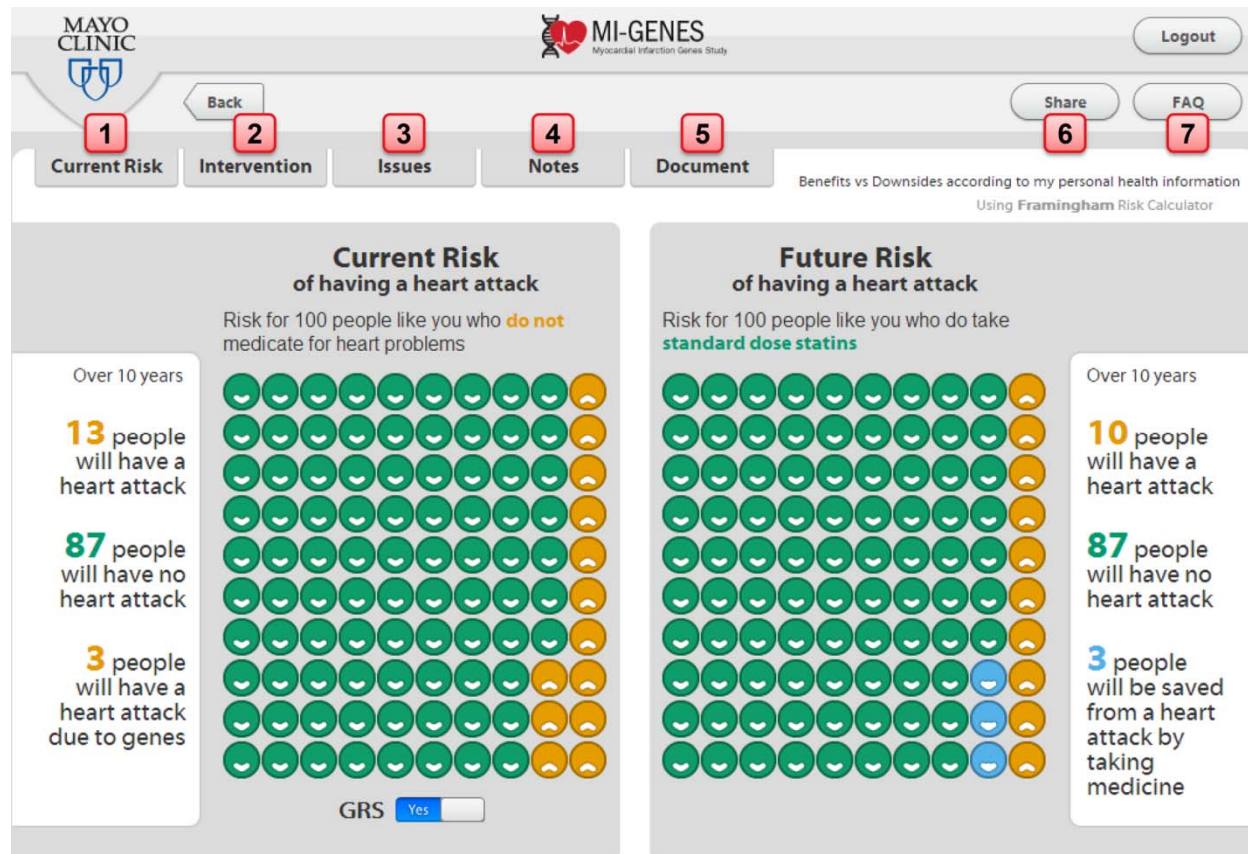 MAYO
CLINIC
MI-GENES
Myocardial Infarction Genes Study
Logout
Back
Share
FAQ
1
2
3
4
5
6
7
Current Risk
Intervention
Issues
Notes
Document
Benefits vs Downsides according to my personal health information
Using Framingham Risk Calculator
Current Risk
of having a heart attack
Risk for 100 people like you who do not
medicate for heart problems
Over 10 years
13 people
will have a
heart attack
87 people
will have no
heart attack
3 people
will have a
heart attack
due to genes
GRS Yes
Future Risk
of having a heart attack
Risk for 100 people like you who do take
standard dose statins
Over 10 years
10 people
will have a
heart attack
87 people
will have no
heart attack
3 people
will be saved
from a heart
attack by
taking
medicine